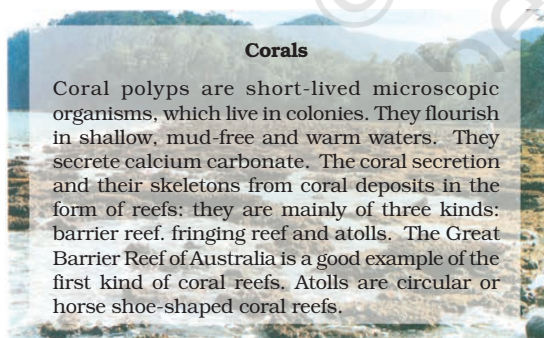 Corals
Coral polyps are short-lived microscopic
organisms, which live in colonies. They flourish
in shallow, mud-free and warm waters. They
secrete calcium carbonate. The coral secretion
and their skeletons from coral deposits in the
form of reefs: they are mainly of three kinds:
barrier reef. fringing reef and atolls. The Great
Barrier Reef of Australia is a good example of the
first kind of coral reefs. Atolls are circular or
horse shoe-shaped coral reefs.